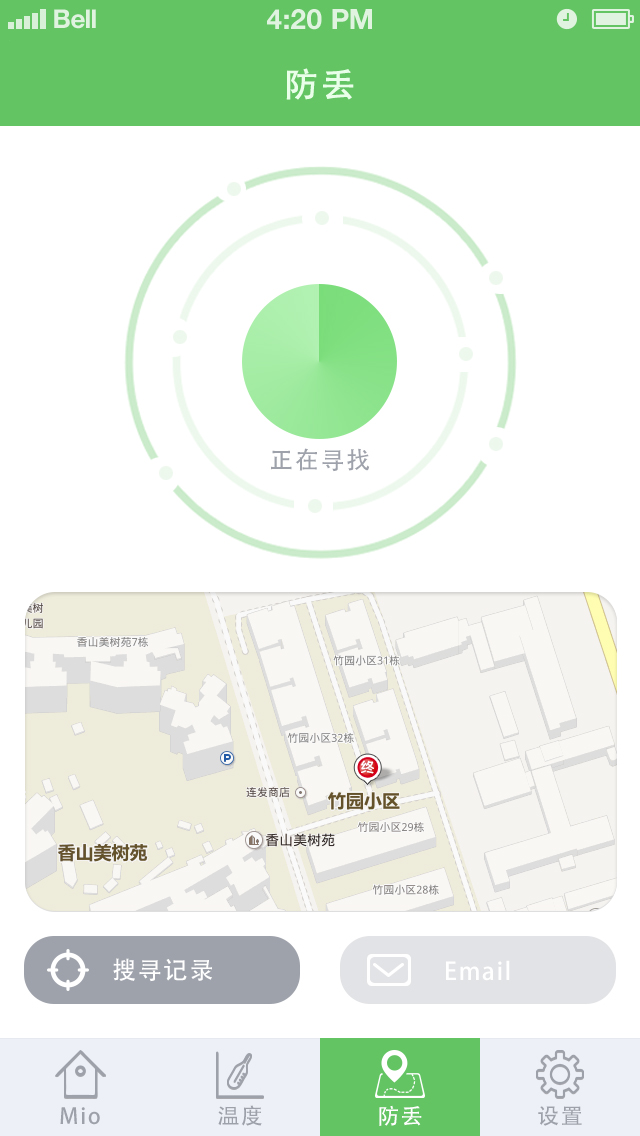 Bell 4:20 PM
防丢
正在寻找
树
儿园
香山美树苑7栋
竹园小区31栋
竹园小区32栋
P
终
连发商店
竹园小区
竹园小区29栋
香山美树苑
香山美树苑
竹园小区28栋
搜寻记录
Email
Mio
温度
防丢
设置